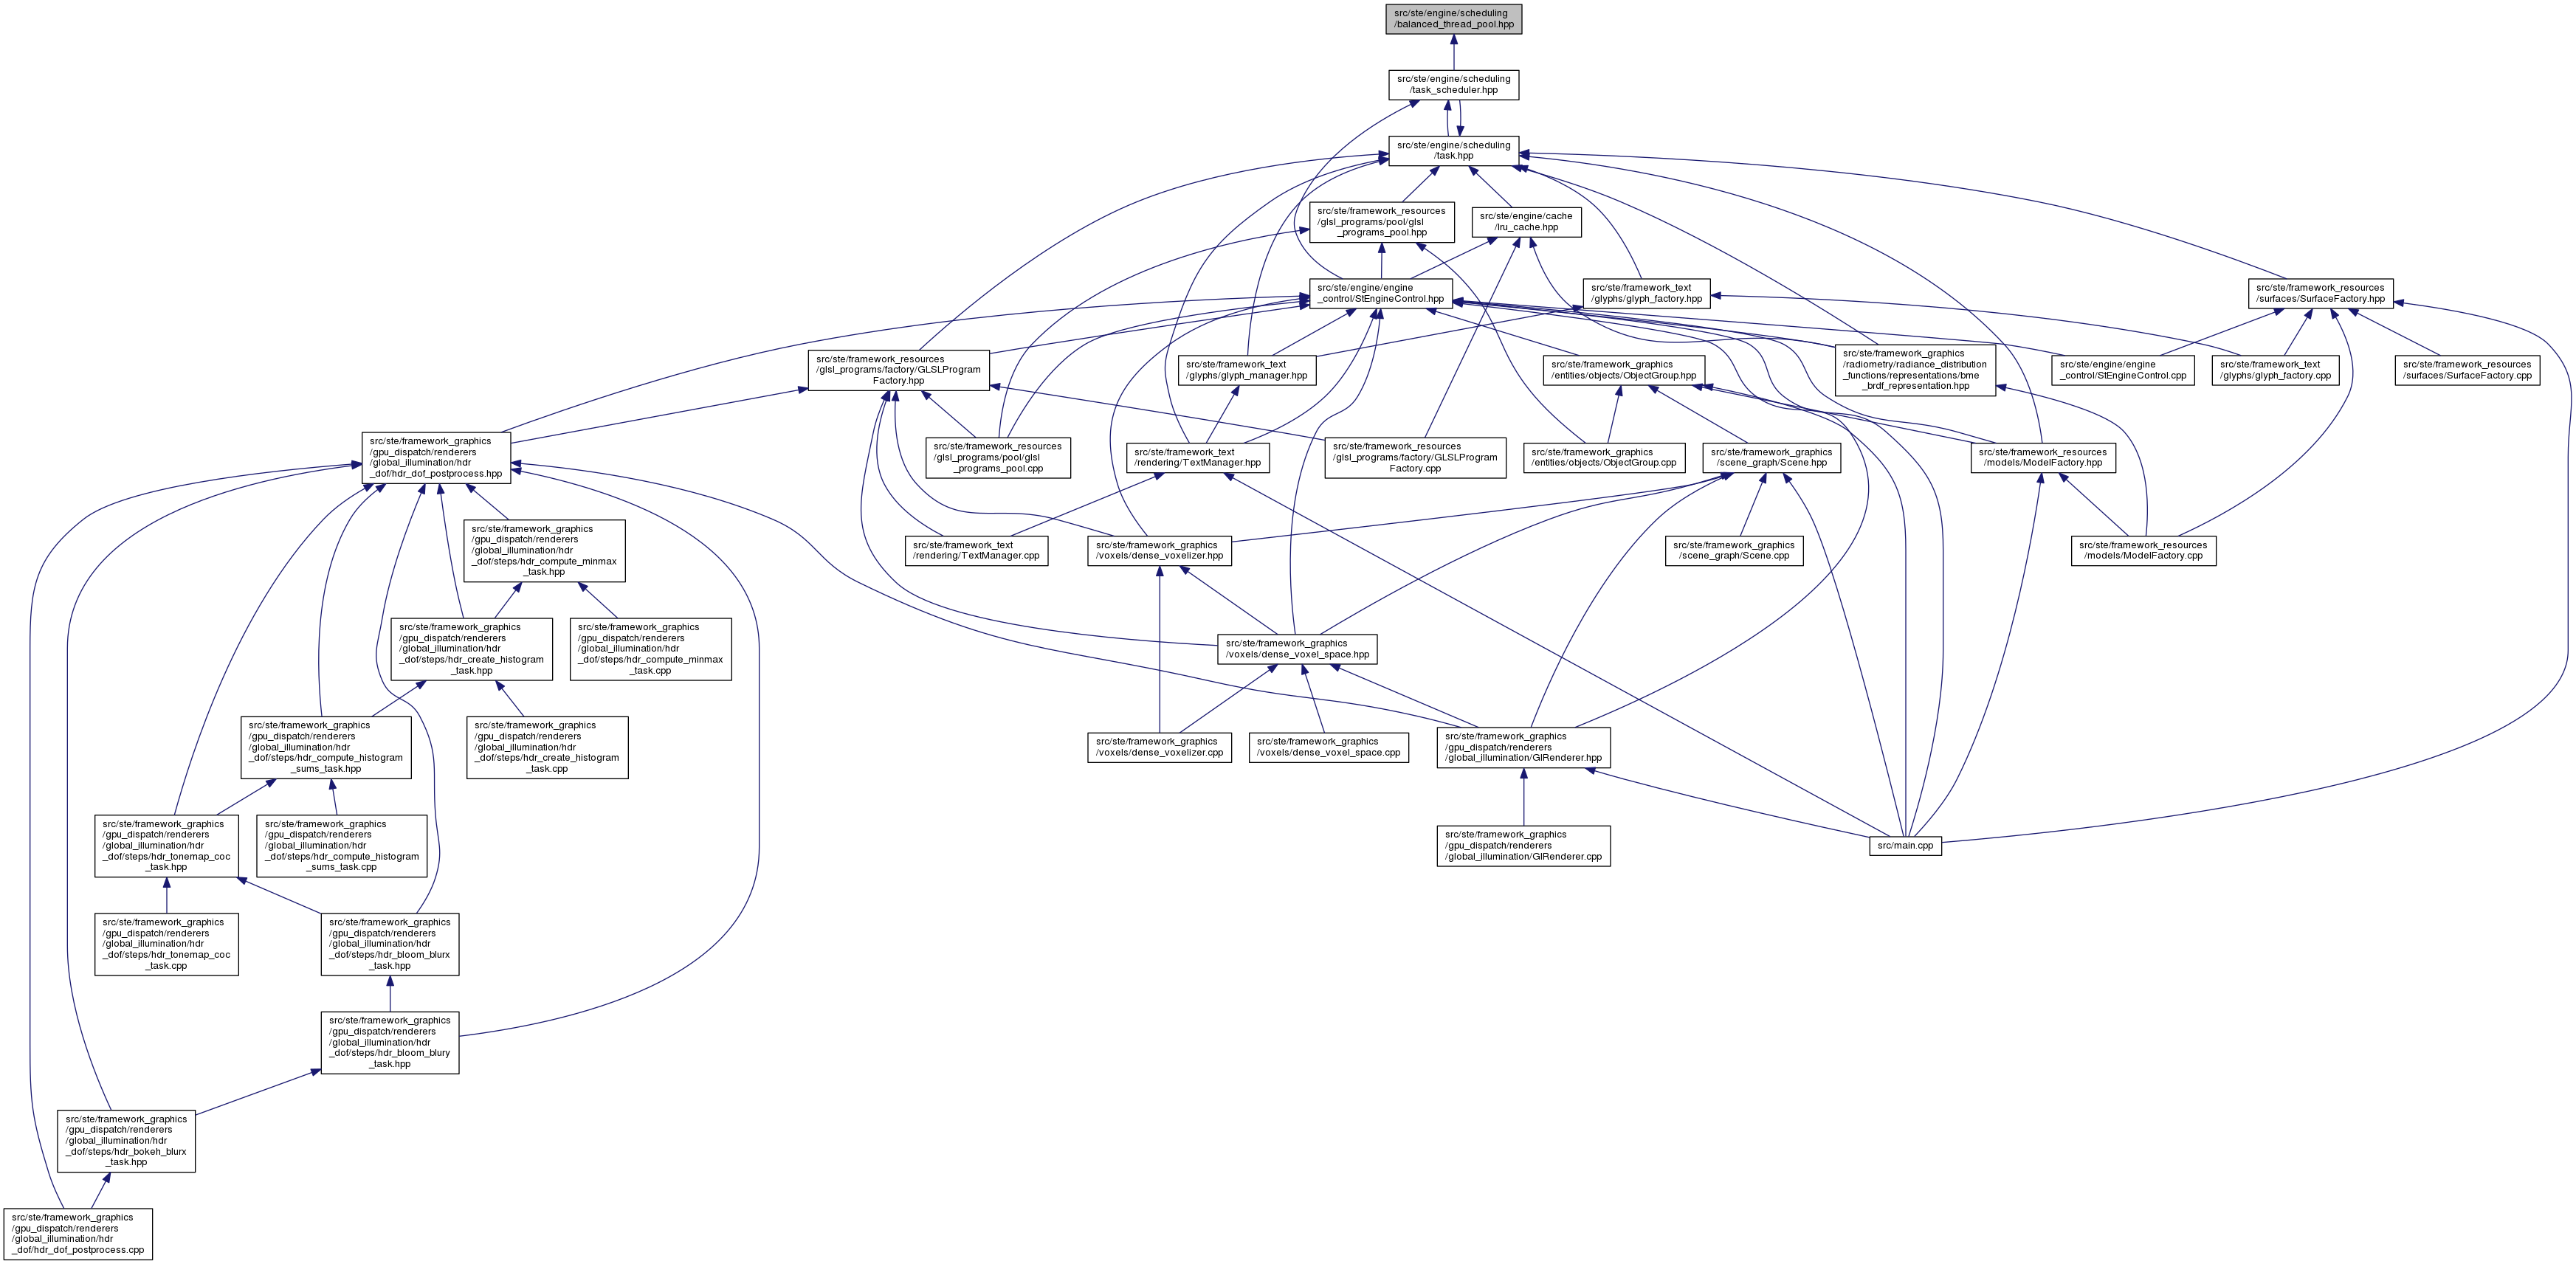 src/ste/engine/scheduling
/balanced_thread_pool.hpp
src/ste/engine/scheduling
/task_scheduler.hpp
src/ste/engine/scheduling
/task.hpp
src/ste/framework_resources
/glsl_programs/pool/glsl
_programs_pool.hpp
src/ste/engine/cache
/lru_cache.hpp
src/ste/engine/engine
_control/StEngineControl.hpp
src/ste/framework_text
/glyphs/glyph_factory.hpp
src/ste/framework_resources
/surfaces/SurfaceFactory.hpp
src/ste/framework_resources
/glsl_programs/factory/GLSLProgram
Factory.hpp
src/ste/framework_text
/glyphs/glyph_manager.hpp
src/ste/framework_graphics
/entities/objects/ObjectGroup.hpp
src/ste/framework_graphics
/radiometry/radiance_distribution
_functions/representations/bme
_brdf_representation.hpp
src/ste/engine/engine
_control/StEngineControl.cpp
src/ste/framework_text
/glyphs/glyph_factory.cpp
src/ste/framework_resources
/surfaces/SurfaceFactory.cpp
src/ste/framework_graphics
/gpu_dispatch/renderers
/global_illumination/hdr
_dof/hdr_dof_postprocess.hpp
src/ste/framework_resources
/glsl_programs/pool/glsl
_programs_pool.cpp
src/ste/framework_text
/rendering/TextManager.hpp
src/ste/framework_resources
/glsl_programs/factory/GLSLProgram
Factory.cpp
src/ste/framework_graphics
/entities/objects/ObjectGroup.cpp
src/ste/framework_graphics
/scene_graph/Scene.hpp
src/ste/framework_resources
/models/ModelFactory.hpp
src/ste/framework_graphics
/gpu_dispatch/renderers
/global_illumination/hdr
_dof/steps/hdr_compute_minmax
_task.hpp
src/ste/framework_text
/rendering/TextManager.cpp
src/ste/framework_graphics
/voxels/dense_voxelizer.hpp
src/ste/framework_graphics
/scene_graph/Scene.cpp
src/ste/framework_resources
/models/ModelFactory.cpp
src/ste/framework_graphics
/gpu_dispatch/renderers
/global_illumination/hdr
_dof/steps/hdr_create_histogram
_task.hpp
src/ste/framework_graphics
/gpu_dispatch/renderers
/global_illumination/hdr
_dof/steps/hdr_compute_minmax
_task.cpp
src/ste/framework_graphics
/voxels/dense_voxel_space.hpp
src/ste/framework_graphics
/gpu_dispatch/renderers
/global_illumination/hdr
_dof/steps/hdr_compute_histogram
_sums_task.hpp
src/ste/framework_graphics
/gpu_dispatch/renderers
/global_illumination/hdr
_dof/steps/hdr_create_histogram
_task.cpp
src/ste/framework_graphics
/voxels/dense_voxelizer.cpp
src/ste/framework_graphics
/voxels/dense_voxel_space.cpp
src/ste/framework_graphics
/gpu_dispatch/renderers
/global_illumination/GIRenderer.hpp
src/ste/framework_graphics
/gpu_dispatch/renderers
/global_illumination/hdr
_dof/steps/hdr_tonemap_coc
_task.hpp
src/ste/framework_graphics
/gpu_dispatch/renderers
/global_illumination/hdr
_dof/steps/hdr_compute_histogram
_sums_task.cpp
src/ste/framework_graphics
/gpu_dispatch/renderers
/global_illumination/GIRenderer.cpp
src/main.cpp
src/ste/framework_graphics
/gpu_dispatch/renderers
/global_illumination/hdr
_dof/steps/hdr_tonemap_coc
_task.cpp
src/ste/framework_graphics
/gpu_dispatch/renderers
/global_illumination/hdr
_dof/steps/hdr_bloom_blurx
_task.hpp
src/ste/framework_graphics
/gpu_dispatch/renderers
/global_illumination/hdr
_dof/steps/hdr_bloom_blury
_task.hpp
src/ste/framework_graphics
/gpu_dispatch/renderers
/global_illumination/hdr
_dof/steps/hdr_bokeh_blurx
_task.hpp
src/ste/framework_graphics
/gpu_dispatch/renderers
/global_illumination/hdr
_dof/hdr_dof_postprocess.cpp